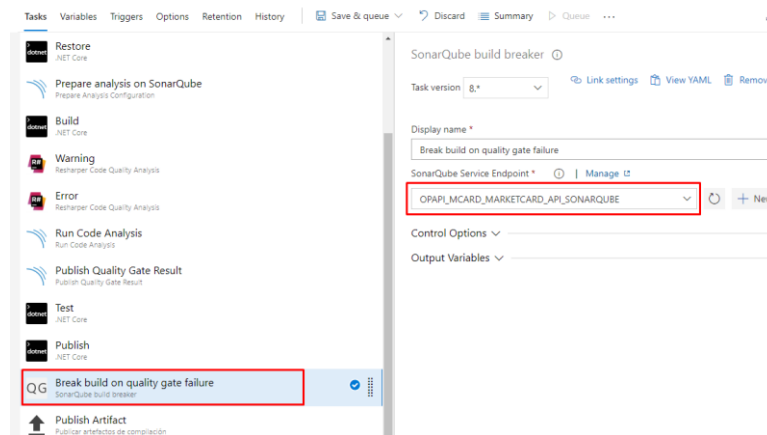 Tasks Variables Triggers Options Retention History Save & queue Discard Summary Queue ...
Restore
.NET Core
Prepare analysis on SonarQube
Prepare Analysis Configuration
Build
.NET Core
Warning
Resharper Code Quality Analysis
Error
Resharper Code Quality Analysis
Run Code Analysis
Run Code Analysis
Publish Quality Gate Result
Publish Quality Gate Result
Test
.NET Core
Publish
.NET Core
QG Break build on quality gate failure
SonarQube build breaker
Publish Artifact
Publicar artefactos de compilación
SonarQube build breaker
Task version 8.* Link settings View YAML Remov
Display name *
Break build on quality gate failure
SonarQube Service Endpoint * | Manage
OPAPI_MCARD_MARKETCARD_API_SONARQUBE + Ne
Control Options
Output Variables